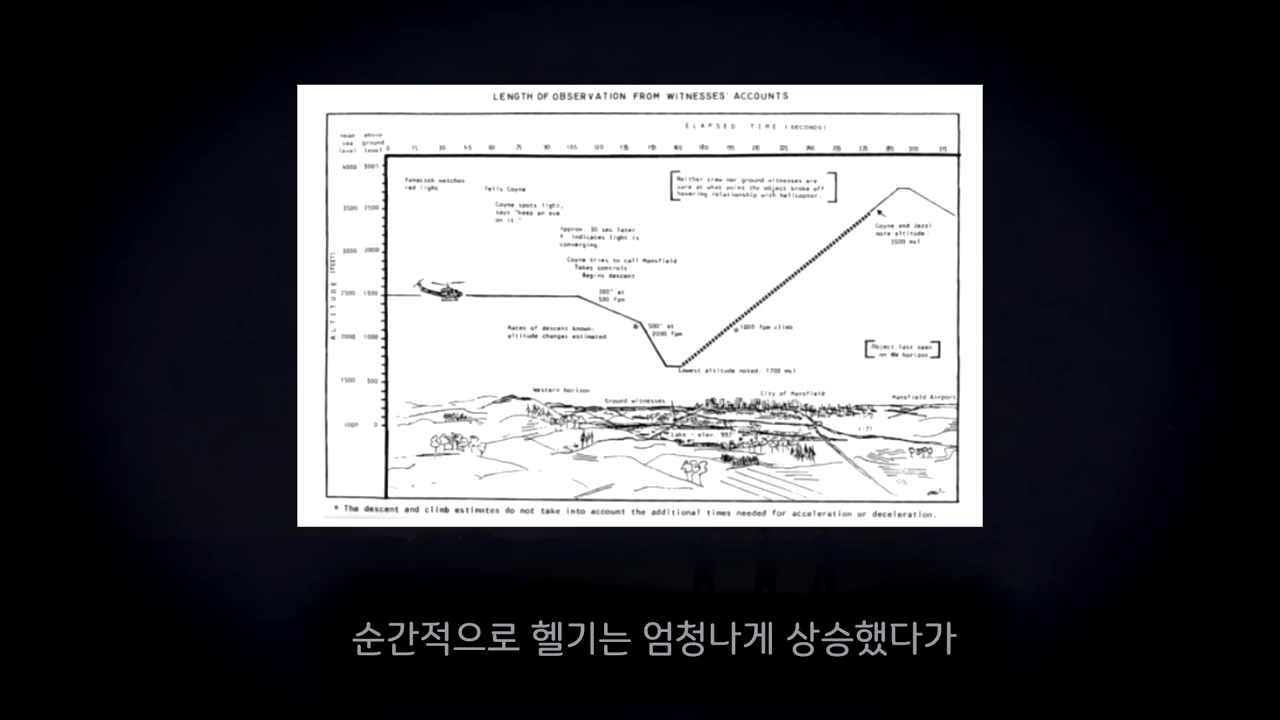 LENGTH OF OBSERVATION FROM WITNESSES' ACCOUNTS
ELAPSED TIME (SECONDS)
mean above
sea ground
level level
0 15 30 45 60 75 90 105 120 135 150 165 180 195 210 225 240 255 270 285 300 315
4000 3000
Yamacsek watches
red light
Tells Coyne
Neither crew nor ground witnesses are
sure at what point the object broke off
hovering relationship with helicopter.
3500 2500
Coyne spots light,
says "keep an eye
on it."
Coyne and Jezzi
note altitude:
3500 msl
Approx. 30 sec later
indicates light is
converging.
3000 2000
Coyne tries to call Mansfield
Takes controls
Begins descent
ALTITUDE (FEET)
2500 1500
300' at
500 fpm
Rates of descent known;
altitude changes estimated
* 500' at
2000 fpm
* 1000 fpm climb
2000 1000
Object last seen
on NW horizon
Lowest altitude noted: 1700 msl
1500 500
Western horizon
Ground witnesses
City of Mansfield
Mansfield Airport
1000 0
Lake - elev. 997
I-71
* The descent and climb estimates do not take into account the additional times needed for acceleration or deceleration.
순간적으로 헬기는 엄청나게 상승했다가